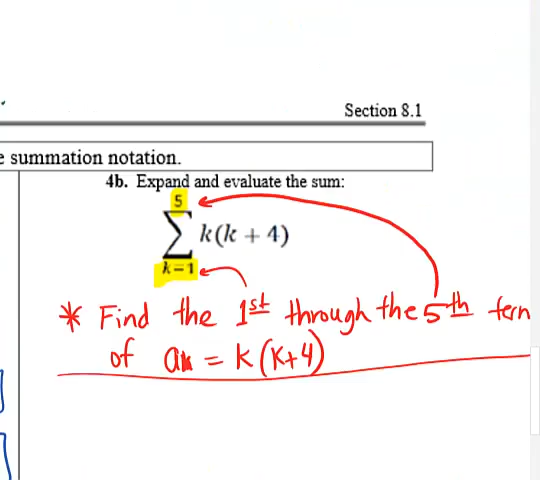 Section 8.1
e summation notation.
4b. Expand and evaluate the sum:
5
∑ k(k + 4)
k=1
* Find the 1st through the 5th tern
of ak = k(k+4)